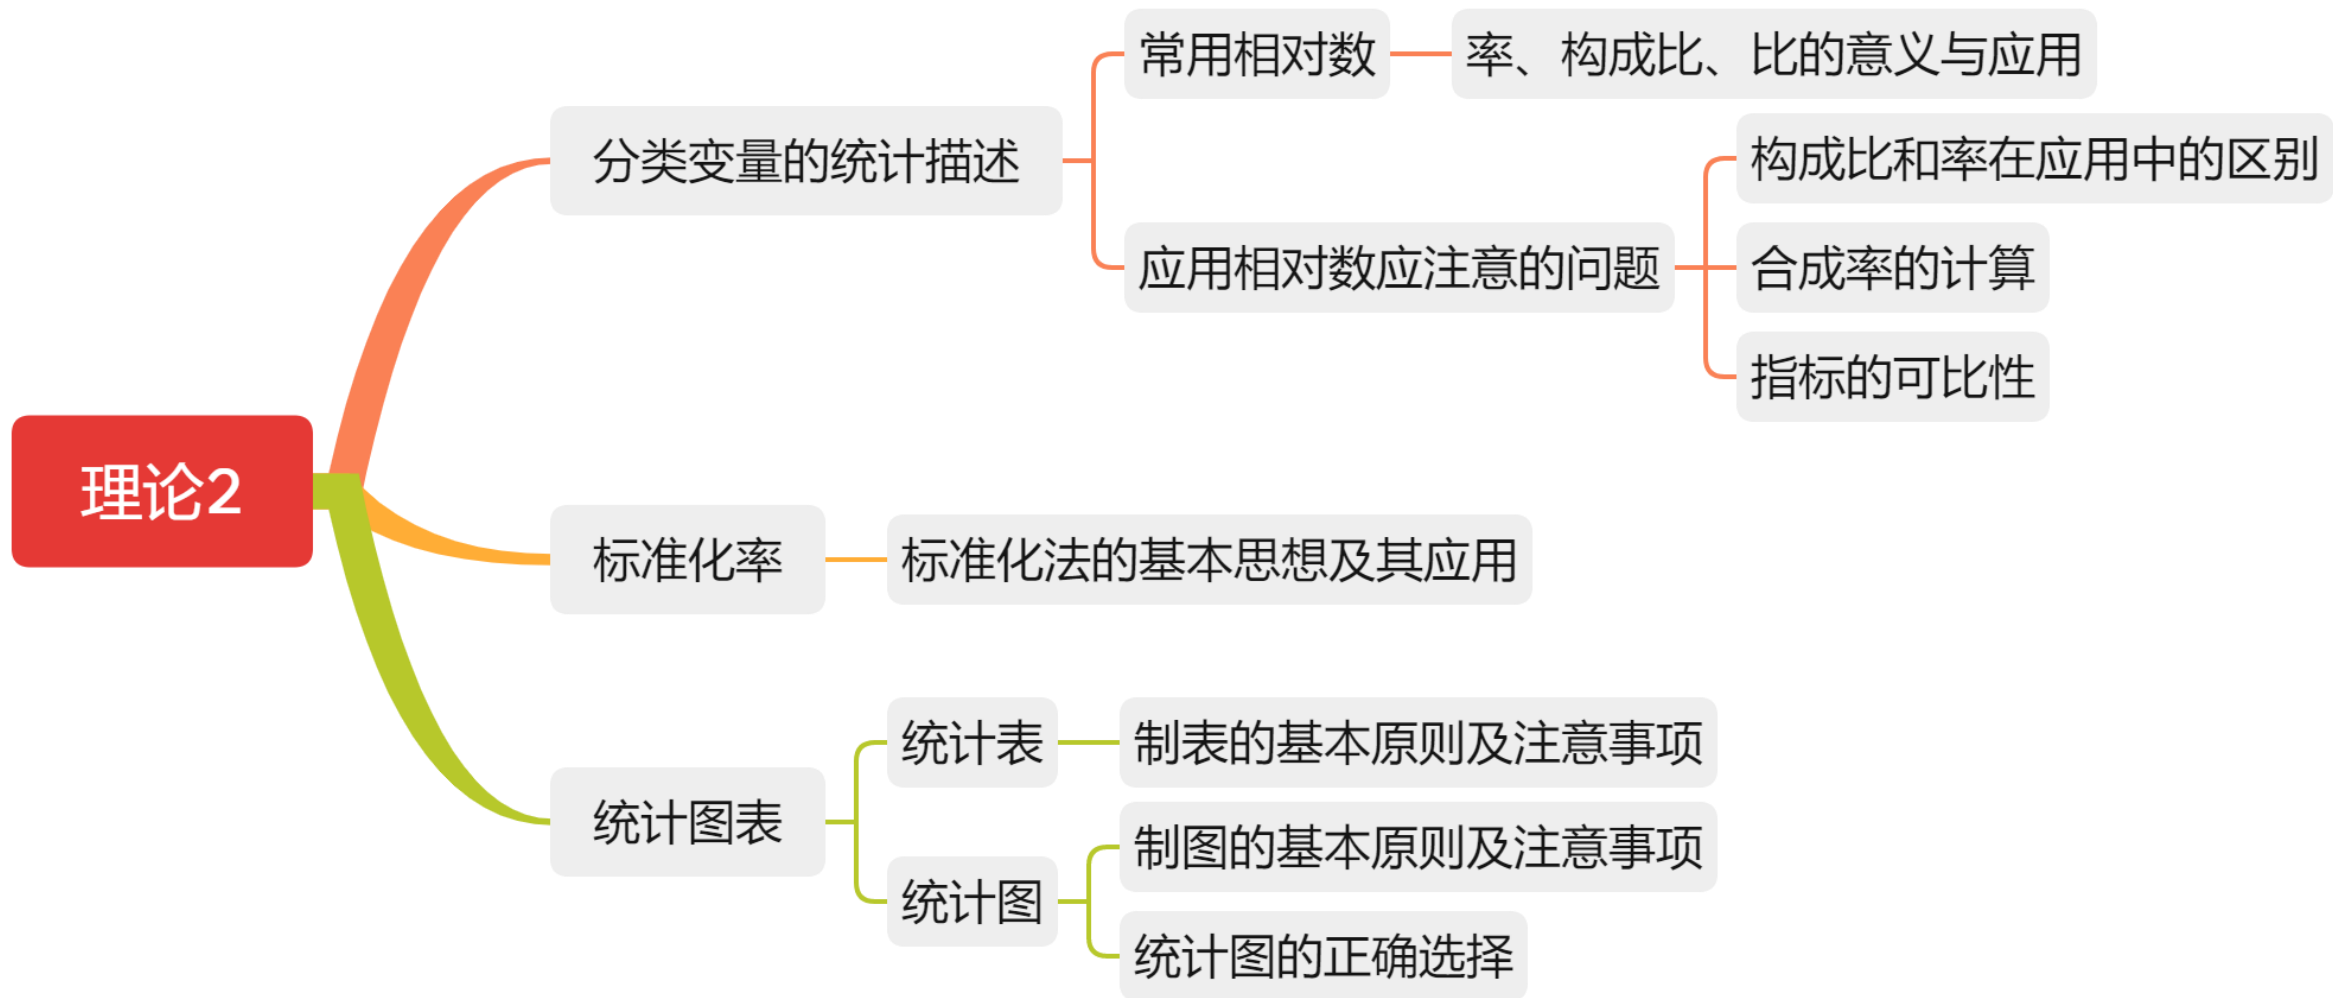 理论2
分类变量的统计描述
常用相对数
率、构成比、比的意义与应用
应用相对数应注意的问题
构成比和率在应用中的区别
合成率的计算
指标的可比性
标准化率
标准化法的基本思想及其应用
统计图表
统计表
制表的基本原则及注意事项
统计图
制图的基本原则及注意事项
统计图的正确选择